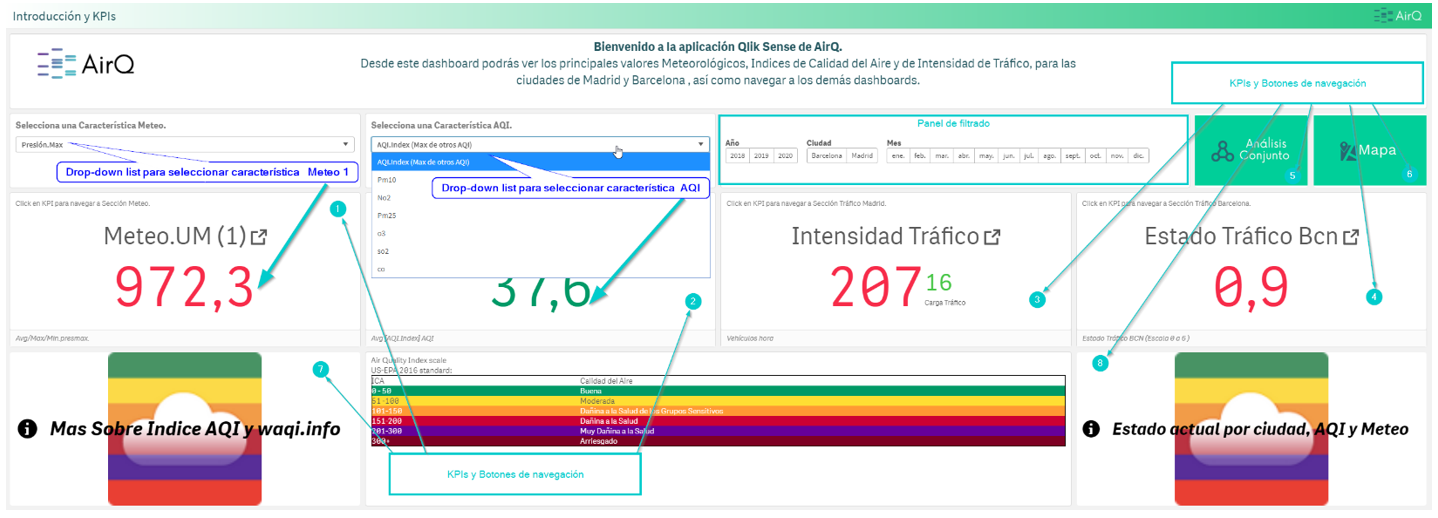 Introducción y KPIs
AirQ
AirQ
Bienvenido a la aplicación Qlik Sense de AirQ.
Desde este dashboard podrás ver los principales valores Meteorológicos, Indices de Calidad del Aire y de Intensidad de Tráfico, para las
ciudades de Madrid y Barcelona , así como navegar a los demás dashboards.
KPIs y Botones de navegación
Selecciona una Característica Meteo.
Presión.Max
Drop-down list para seleccionar característica Meteo 1
Selecciona una Característica AQI.
AQI.Index (Max de otros AQI)
AQI.Index (Max de otros AQI)
Pm10
No2
Pm25
o3
so2
co
Drop-down list para seleccionar característica AQI
Panel de filtrado
Año
2018 2019 2020
Ciudad
Barcelona Madrid
Mes
ene. feb. mar. abr. may. jun. jul. ago. sept. oct. nov. dic.
Análisis
Conjunto
5
Mapa
6
Click en KPI para navegar a Sección Meteo.
1
Meteo.UM (1)
972,3
Avg/Max/Min.presmax.
37,6
2
Avg [AQI.Index] AQI
Click en KPI para navegar a Sección Tráfico Madrid.
Intensidad Tráfico
207
16
Carga Tráfico
3
Vehículos hora
Click en KPI para navegar a Sección Tráfico Barcelona.
Estado Tráfico Bcn
0,9
4
Estado Tráfico BCN (Escala 0 a 6 )
7
Mas Sobre Indice AQI y waqi.info
Air Quality Index scale
US-EPA 2016 standard:
ICA Calidad del Aire
0-50 Buena
51-100 Moderada
101-150 Dañina a la Salud de los Grupos Sensitivos
151-200 Dañina a la Salud
201-300 Muy Dañina a la Salud
300+ Arriesgado
KPIs y Botones de navegación
8
Estado actual por ciudad, AQI y Meteo